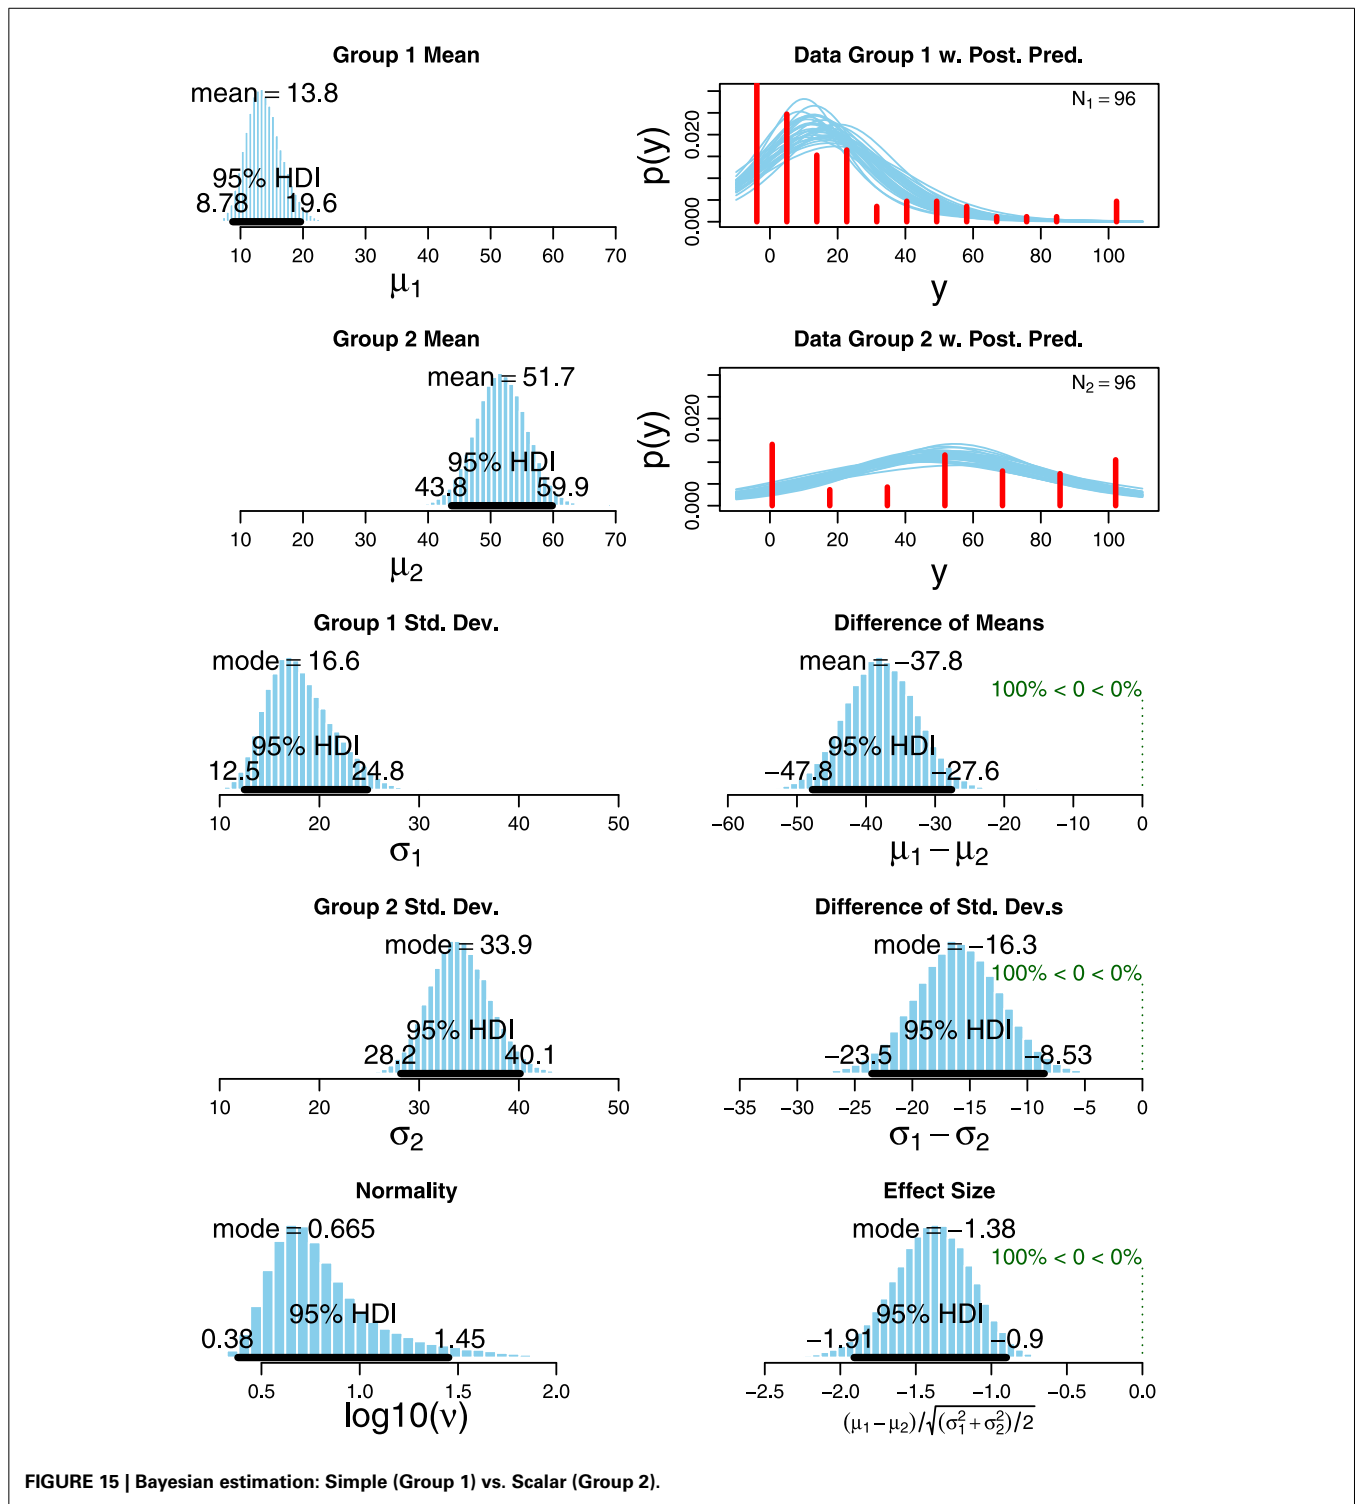 Group 1 Mean
mean = 13.8
95% HDI
8.78 19.6
10 20 30 40 50 60 70
μ1
Data Group 1 w. Post. Pred.
N1 = 96
p(y)
0.000 0.020
0 20 40 60 80 100
y
Group 2 Mean
mean = 51.7
95% HDI
43.8 59.9
10 20 30 40 50 60 70
μ2
Data Group 2 w. Post. Pred.
N2 = 96
p(y)
0.000 0.020
0 20 40 60 80 100
y
Group 1 Std. Dev.
mode = 16.6
95% HDI
12.5 24.8
10 20 30 40 50
σ1
Difference of Means
mean = −37.8
100% < 0 < 0%
95% HDI
−47.8 −27.6
−60 −50 −40 −30 −20 −10 0
μ1 − μ2
Group 2 Std. Dev.
mode = 33.9
95% HDI
28.2 40.1
10 20 30 40 50
σ2
Difference of Std. Dev.s
mode = −16.3
100% < 0 < 0%
95% HDI
−23.5 −8.53
−35 −30 −25 −20 −15 −10 −5 0
σ1 − σ2
Normality
mode = 0.665
95% HDI
0.38 1.45
0.5 1.0 1.5 2.0
log10(ν)
Effect Size
mode = −1.38
100% < 0 < 0%
95% HDI
−1.91 −0.9
−2.5 −2.0 −1.5 −1.0 −0.5 0.0
(μ1 − μ2)/√(σ1² + σ2²)/2
FIGURE 15 | Bayesian estimation: Simple (Group 1) vs. Scalar (Group 2).